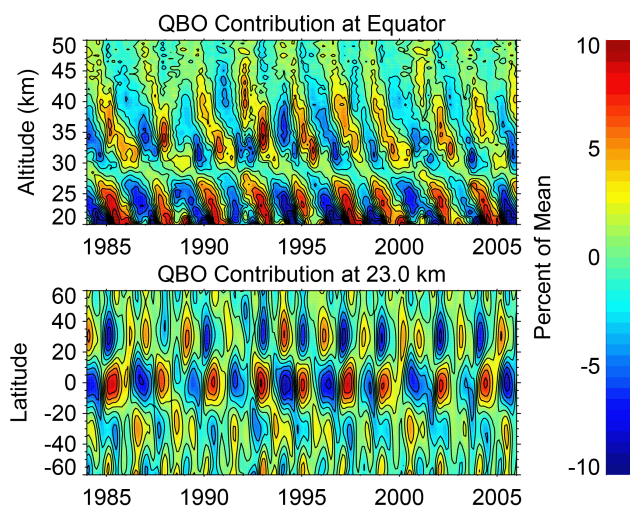 QBO Contribution at Equator
Altitude (km)
50
45
40
35
30
25
20
1985 1990 1995 2000 2005
QBO Contribution at 23.0 km
Latitude
60
40
20
0
-20
-40
-60
1985 1990 1995 2000 2005
Percent of Mean
10
5
0
-5
-10